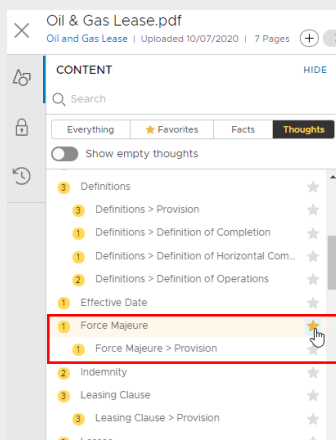 Oil & Gas Lease.pdf
Oil and Gas Lease | Uploaded 10/07/2020 | 7 Pages
CONTENT HIDE
Search
Everything Favorites Facts Thoughts
Show empty thoughts
3 Definitions
3 Definitions > Provision
1 Definitions > Definition of Completion
1 Definitions > Definition of Horizontal Com...
2 Definitions > Definition of Operations
1 Effective Date
1 Force Majeure
1 Force Majeure > Provision
2 Indemnity
3 Leasing Clause
3 Leasing Clause > Provision